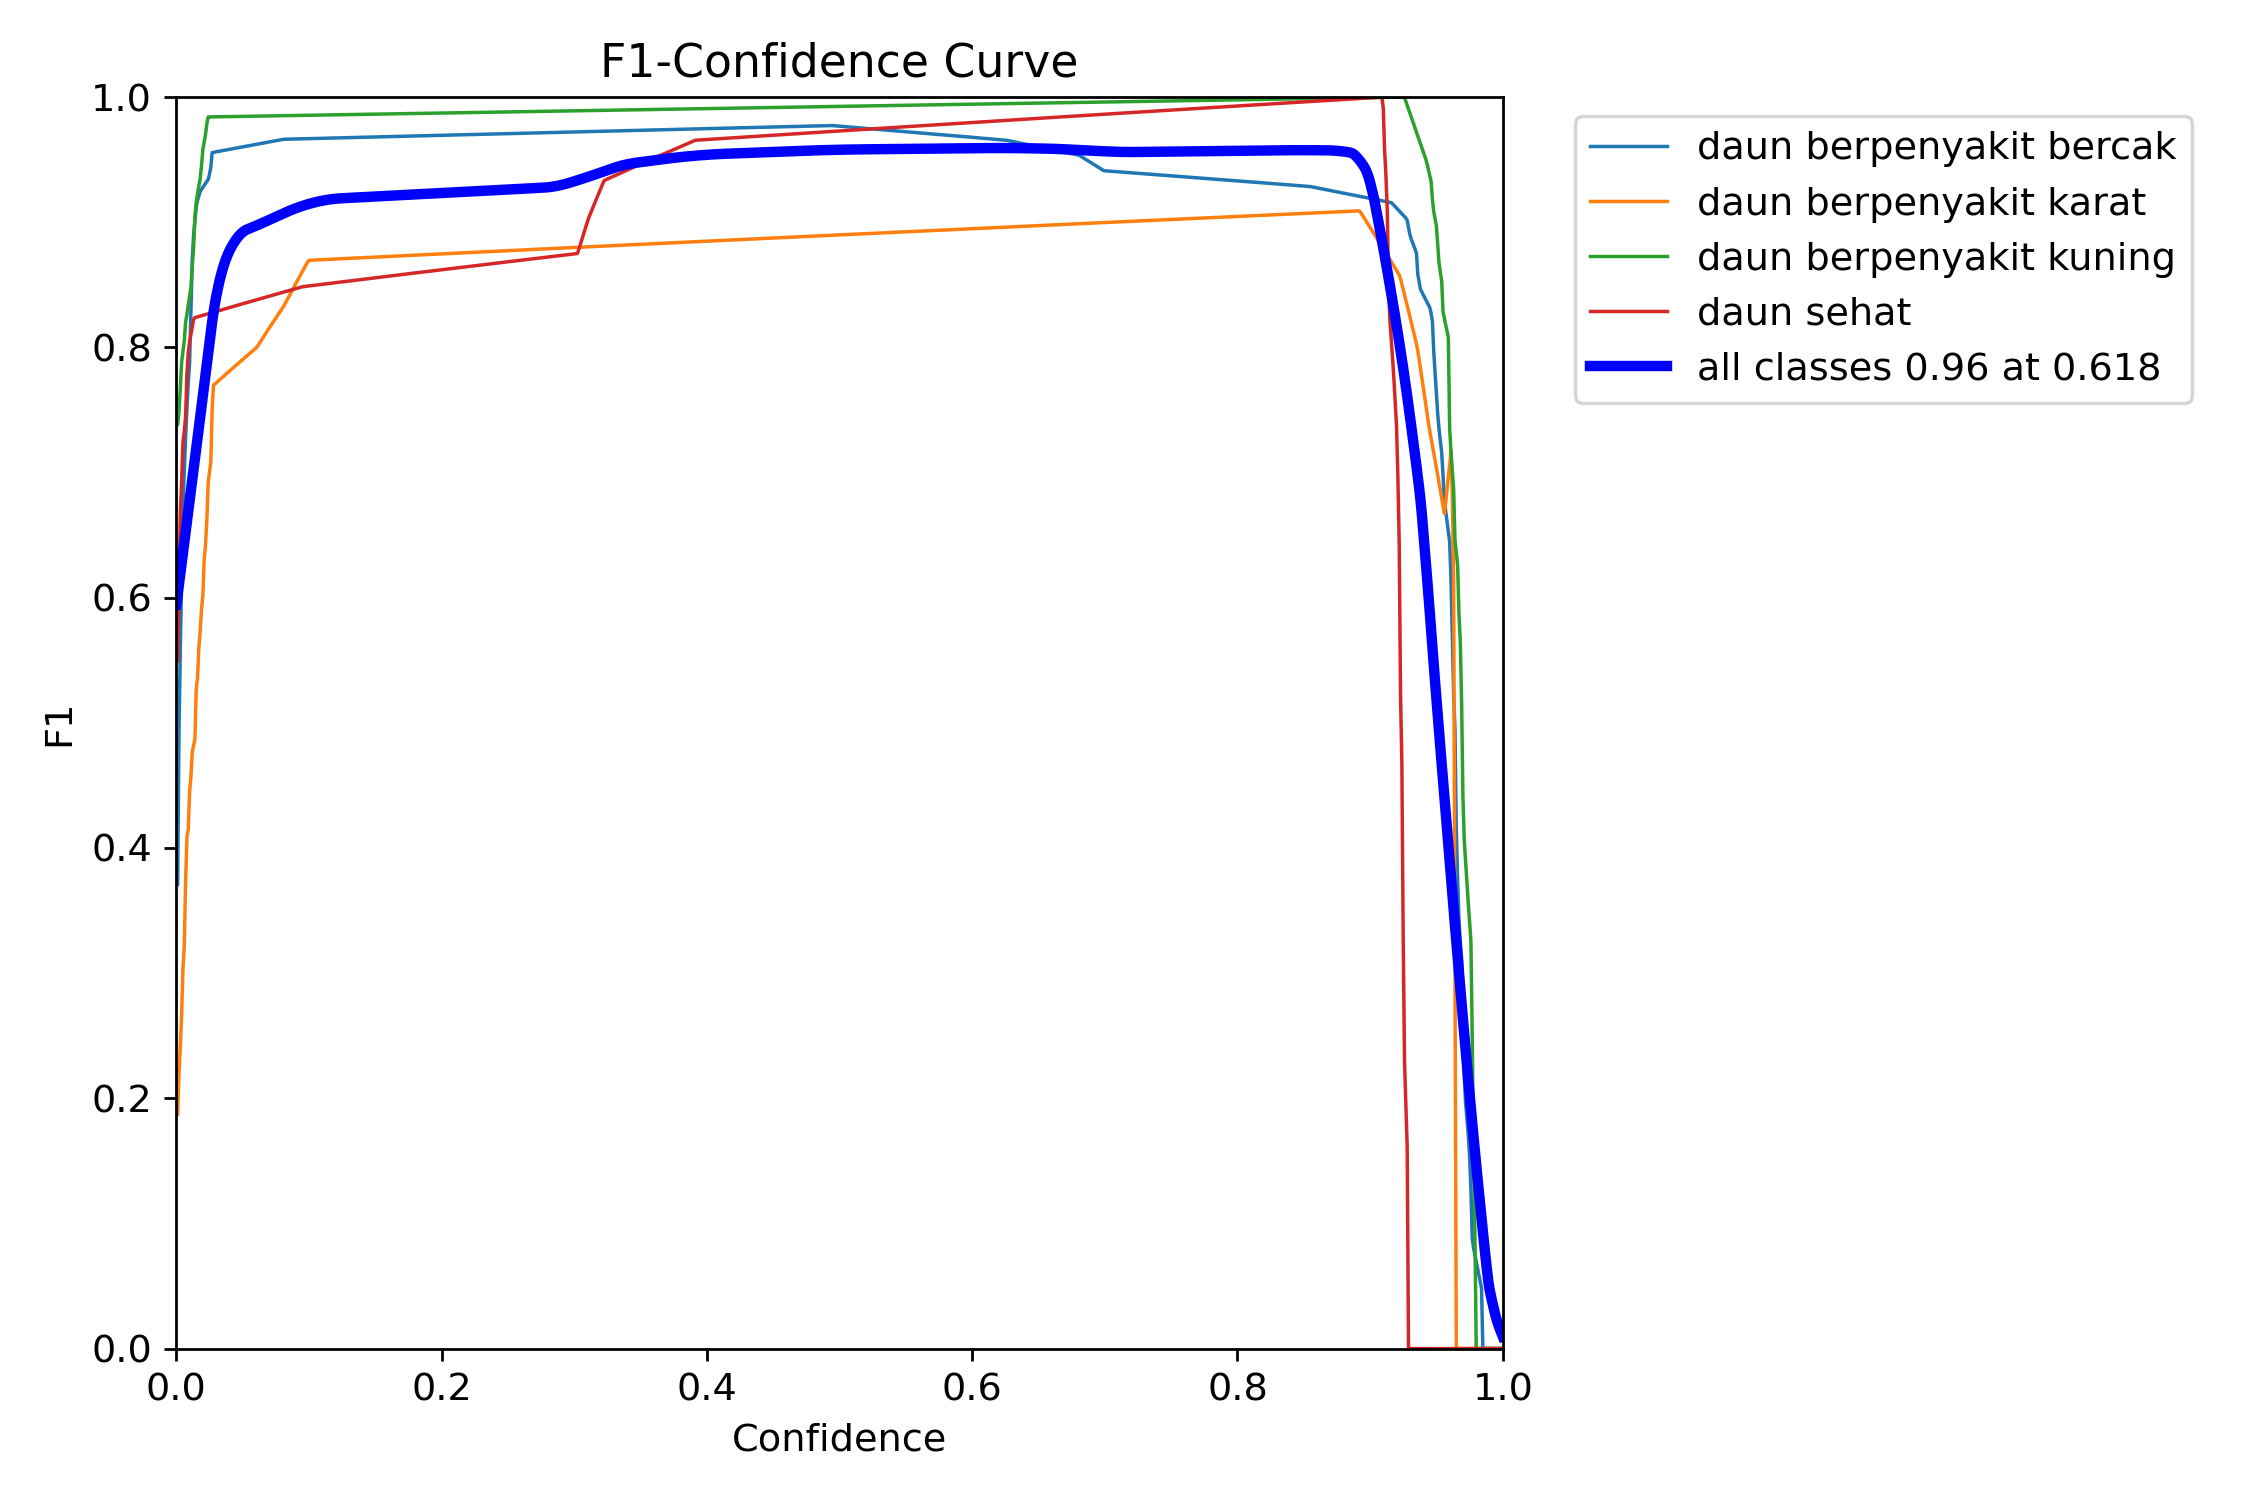 F1-Confidence Curve
1.0
0.8
0.6
0.4
0.2
0.0
F1
0.0 0.2 0.4 0.6 0.8 1.0
Confidence
daun berpenyakit bercak
daun berpenyakit karat
daun berpenyakit kuning
daun sehat
all classes 0.96 at 0.618